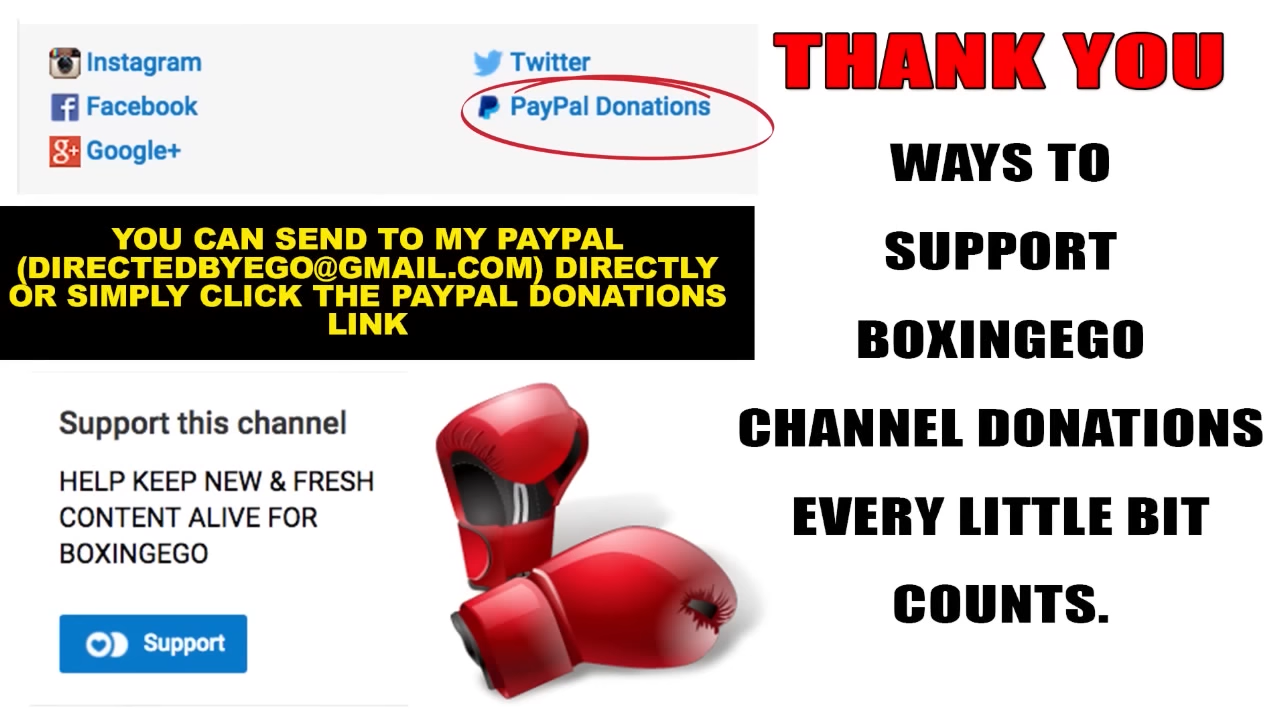 Instagram
Twitter
Facebook
PayPal Donations
Google+
YOU CAN SEND TO MY PAYPAL
(DIRECTEDBYEGO@GMAIL.COM) DIRECTLY
OR SIMPLY CLICK THE PAYPAL DONATIONS
LINK
Support this channel
HELP KEEP NEW & FRESH
CONTENT ALIVE FOR
BOXINGEGO
Support
THANK YOU
WAYS TO
SUPPORT
BOXINGEGO
CHANNEL DONATIONS
EVERY LITTLE BIT
COUNTS.